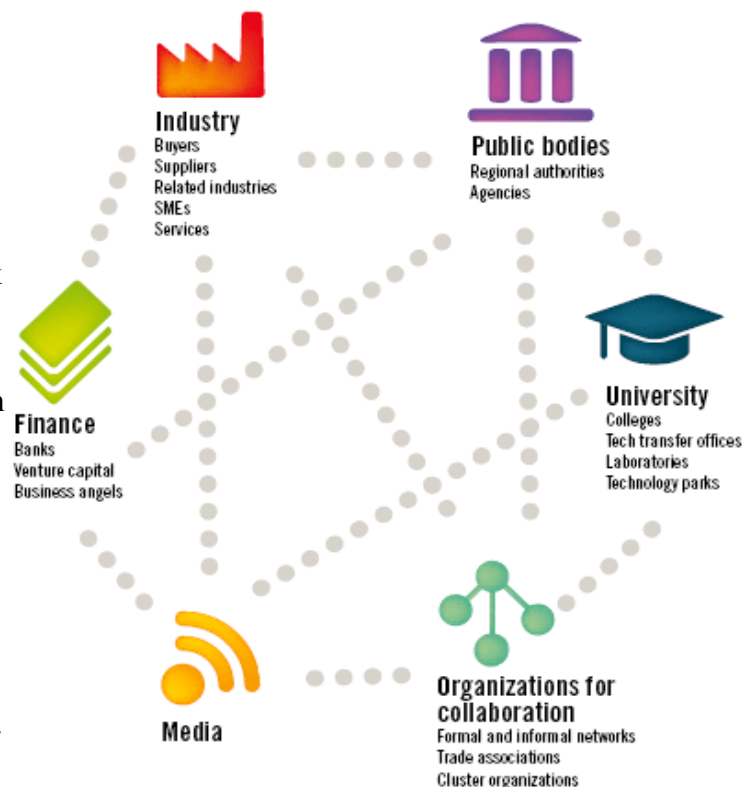 Industry
Buyers
Suppliers
Related industries
SMEs
Services
Public bodies
Regional authorities
Agencies
Finance
Banks
Venture capital
Business angels
University
Colleges
Tech transfer offices
Laboratories
Technology parks
Media
Organizations for
collaboration
Formal and informal networks
Trade associations
Cluster organizations